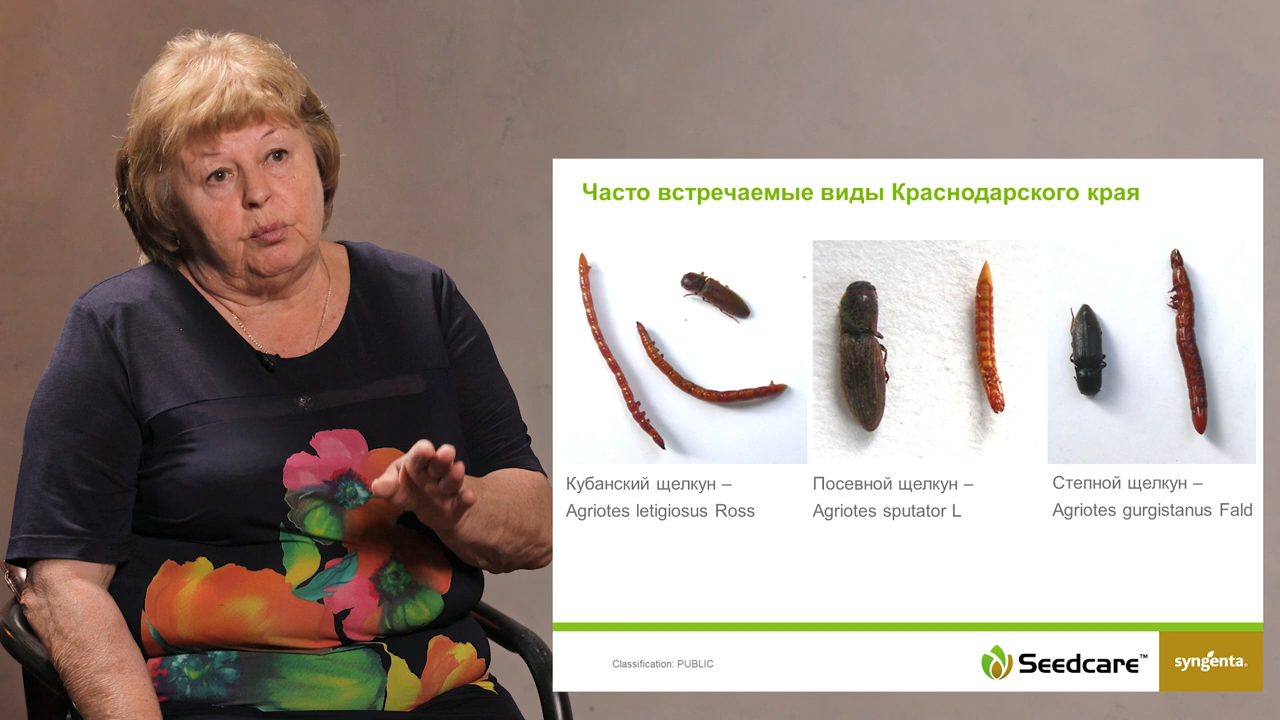 Часто встречаемые виды Краснодарского края
Кубанский щелкун –
Agriotes letigiosus Ross
Посевной щелкун –
Agriotes sputator L
Степной щелкун –
Agriotes gurgistanus Fald
Classification: PUBLIC
Seedcare™
syngenta®